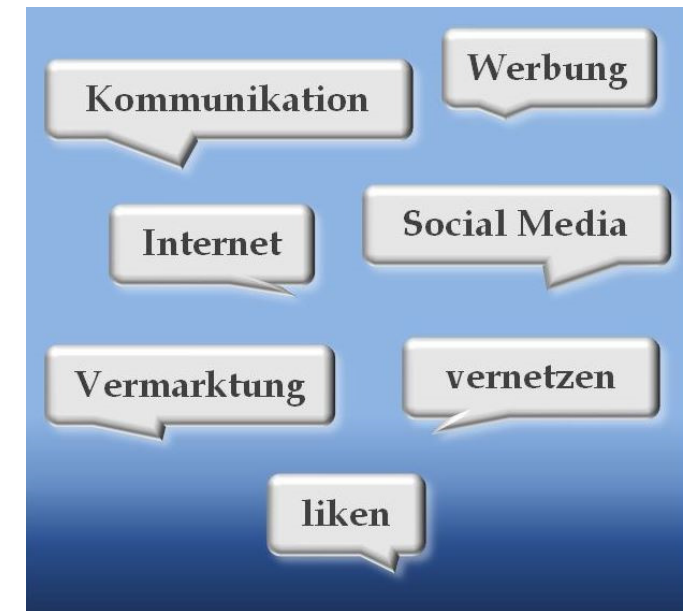 Kommunikation
Werbung
Internet
Social Media
Vermarktung
vernetzen
liken